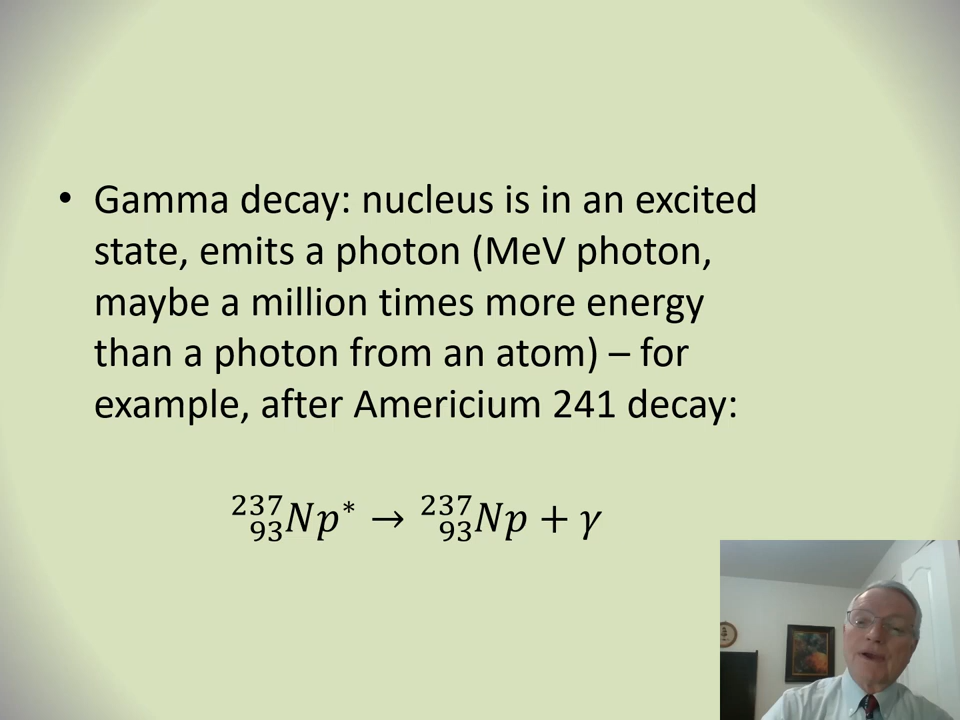 • Gamma decay: nucleus is in an excited
state, emits a photon (MeV photon,
maybe a million times more energy
than a photon from an atom) – for
example, after Americium 241 decay:
²³⁷₉₃Np* → ²³⁷₉₃Np + γ